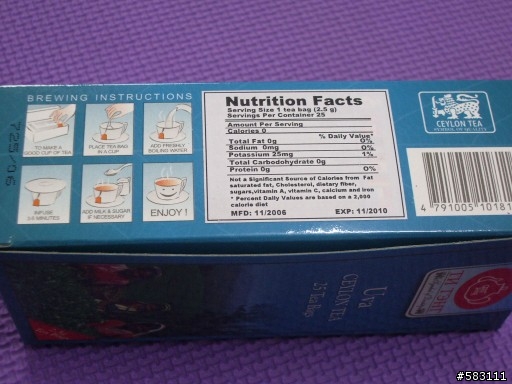 BREWING INSTRUCTIONS
TO MAKE A
GOOD CUP OF TEA
PLACE TEA BAG
IN A CUP
ADD FRESHLY
BOILING WATER
INFUSE
ADD MILK & SUGAR
IF NECESSARY
ENJOY !
Nutrition Facts
Serving Size 1 tea bag (2.5 g)
Servings Per Container 25
Amount Per Serving
Calories 0
% Daily Value*
Total Fat 0g 0%
Sodium 0mg 0%
Potassium 25mg 1%
Total Carbohydrate 0g 0%
Protein 0g 0%
Not a Significant Source of Calories from Fat
saturated fat, Cholesterol, dietary fiber,
sugars,vitamin A, vitamin C, calcium and iron
* Percent Daily Values are based on a 2,000
calorie diet
MFD: 11/2006 EXP: 11/2010
CEYLON TEA
SYMBOL OF QUALITY
4 791005 10181
Uva
CEYLON TEA
25 Tea Bags
#583111